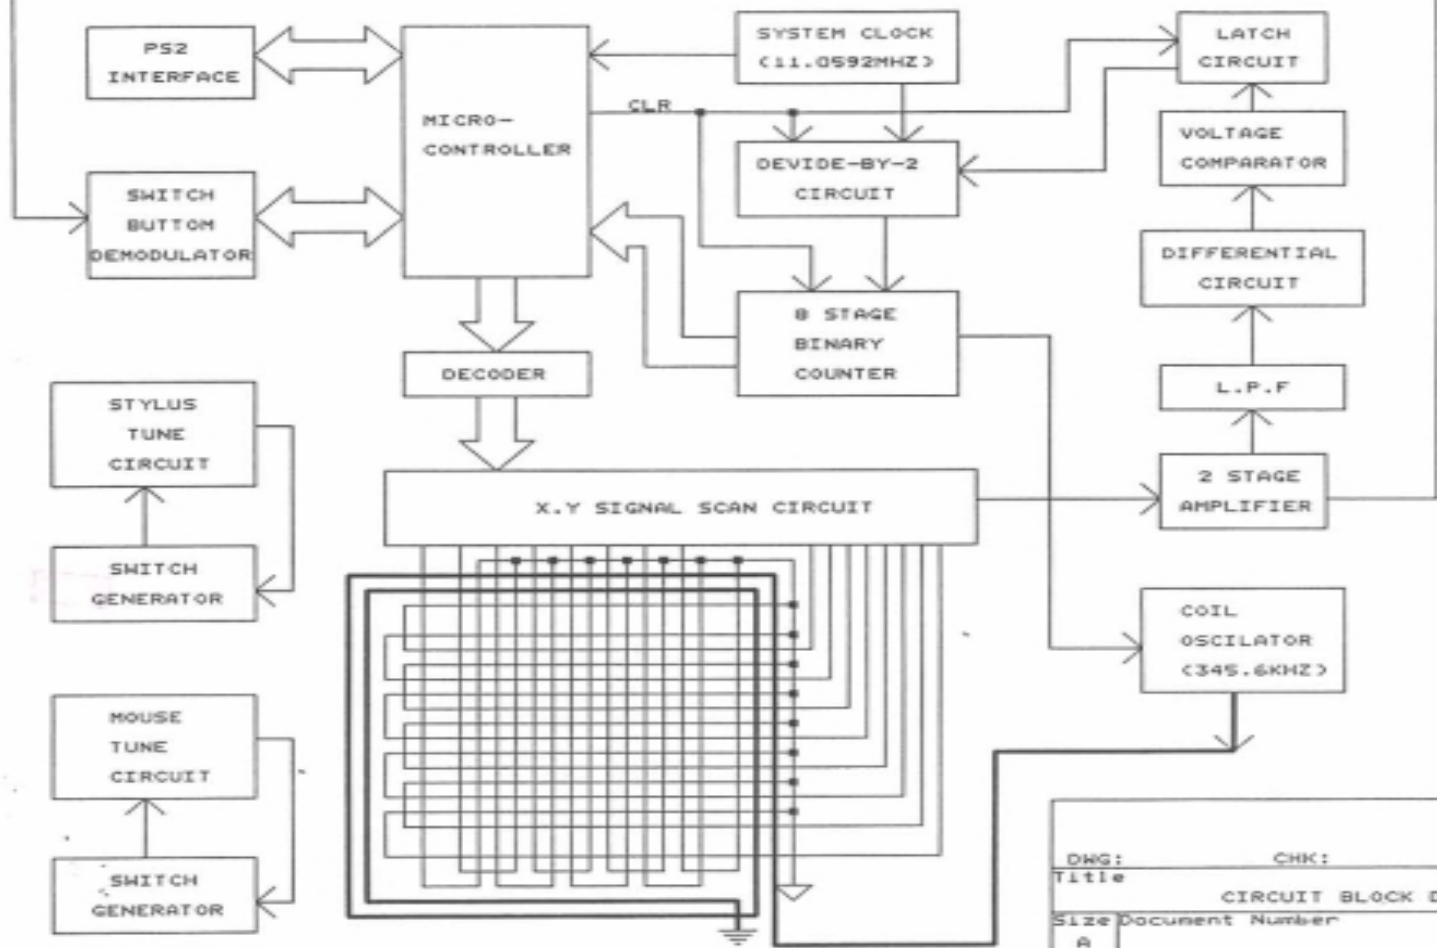 PS2
INTERFACE
MICRO-
CONTROLLER
SYSTEM CLOCK
(11.0592MHZ)
LATCH
CIRCUIT
CLR
VOLTAGE
COMPARATOR
DEVIDE-BY-2
CIRCUIT
SWITCH
BUTTOM
DEMODULATOR
DIFFERENTIAL
CIRCUIT
8 STAGE
BINARY
COUNTER
DECODER
L.P.F
STYLUS
TUNE
CIRCUIT
2 STAGE
AMPLIFIER
X.Y SIGNAL SCAN CIRCUIT
SWITCH
GENERATOR
COIL
OSCILATOR
(345.6KHZ)
MOUSE
TUNE
CIRCUIT
SWITCH
GENERATOR
DWG: CHK:
Title
CIRCUIT BLOCK D
Size Document Number
A